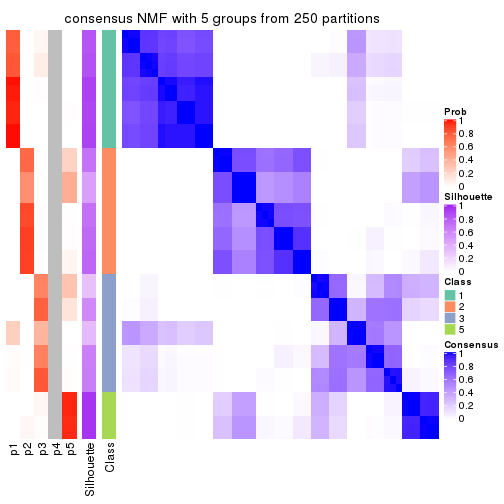 consensus NMF with 5 groups from 250 partitions
Prob
1
0.8
0.6
0.4
0.2
0
Silhouette
1
0.8
0.6
0.4
0.2
0
Class
1
2
3
5
Consensus
1
0.8
0.6
0.4
0.2
0
p1
p2
p3
p4
p5
Silhouette
Class